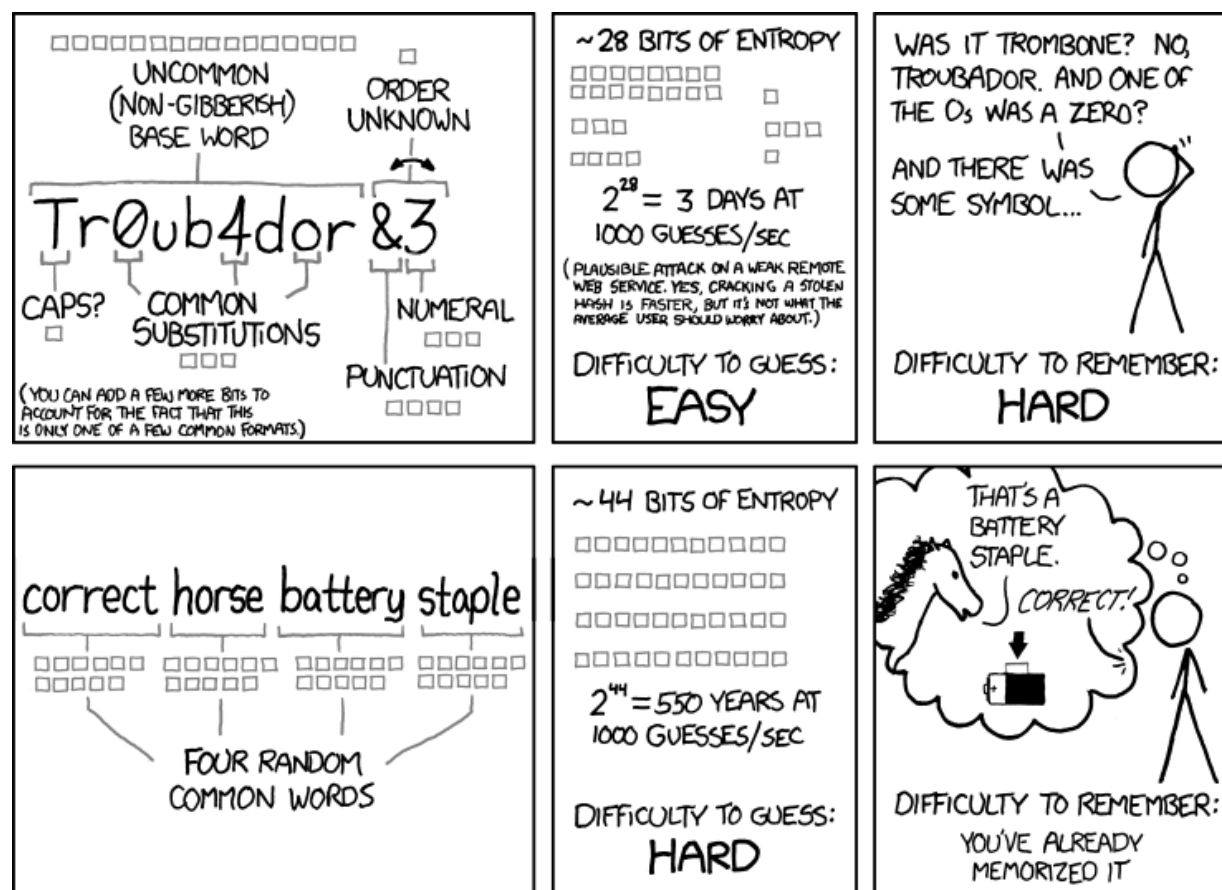 UNCOMMON
(NON-GIBBERISH)
BASE WORD
ORDER
UNKNOWN
Tr0ub4dor &3
CAPS?
COMMON
SUBSTITUTIONS
NUMERAL
PUNCTUATION
(YOU CAN ADD A FEW MORE BITS TO
ACCOUNT FOR THE FACT THAT THIS
IS ONLY ONE OF A FEW COMMON FORMATS.)
~28 BITS OF ENTROPY
2^28 = 3 DAYS AT
1000 GUESSES/SEC
(PLAUSIBLE ATTACK ON A WEAK REMOTE
WEB SERVICE. YES, CRACKING A STOLEN
HASH IS FASTER, BUT IT'S NOT WHAT THE
AVERAGE USER SHOULD WORRY ABOUT.)
DIFFICULTY TO GUESS:
EASY
WAS IT TROMBONE? NO,
TROUBADOR. AND ONE OF
THE Os WAS A ZERO?
AND THERE WAS
SOME SYMBOL...
DIFFICULTY TO REMEMBER:
HARD
correct horse battery staple
FOUR RANDOM
COMMON WORDS
~44 BITS OF ENTROPY
2^44 = 550 YEARS AT
1000 GUESSES/SEC
DIFFICULTY TO GUESS:
HARD
THAT'S A
BATTERY
STAPLE.
CORRECT!
+
DIFFICULTY TO REMEMBER:
YOU'VE ALREADY
MEMORIZED IT